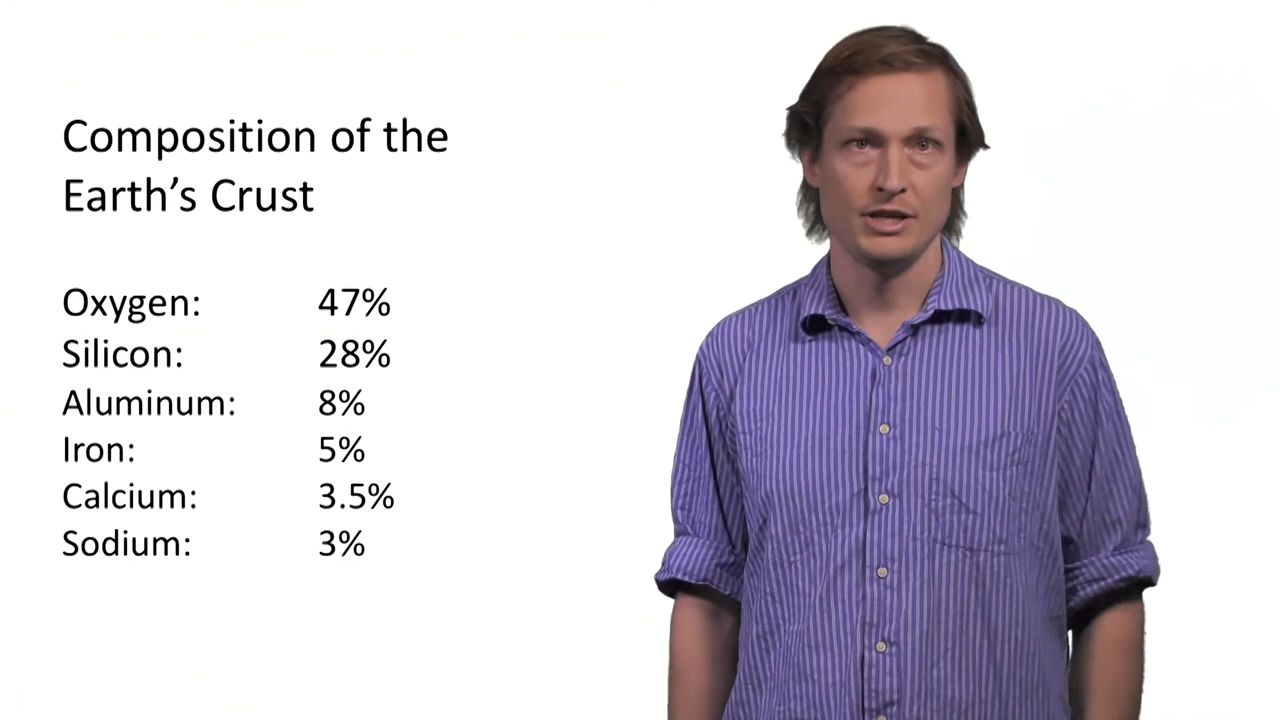 Composition of the
Earth’s Crust
Oxygen: 47%
Silicon: 28%
Aluminum: 8%
Iron: 5%
Calcium: 3.5%
Sodium: 3%